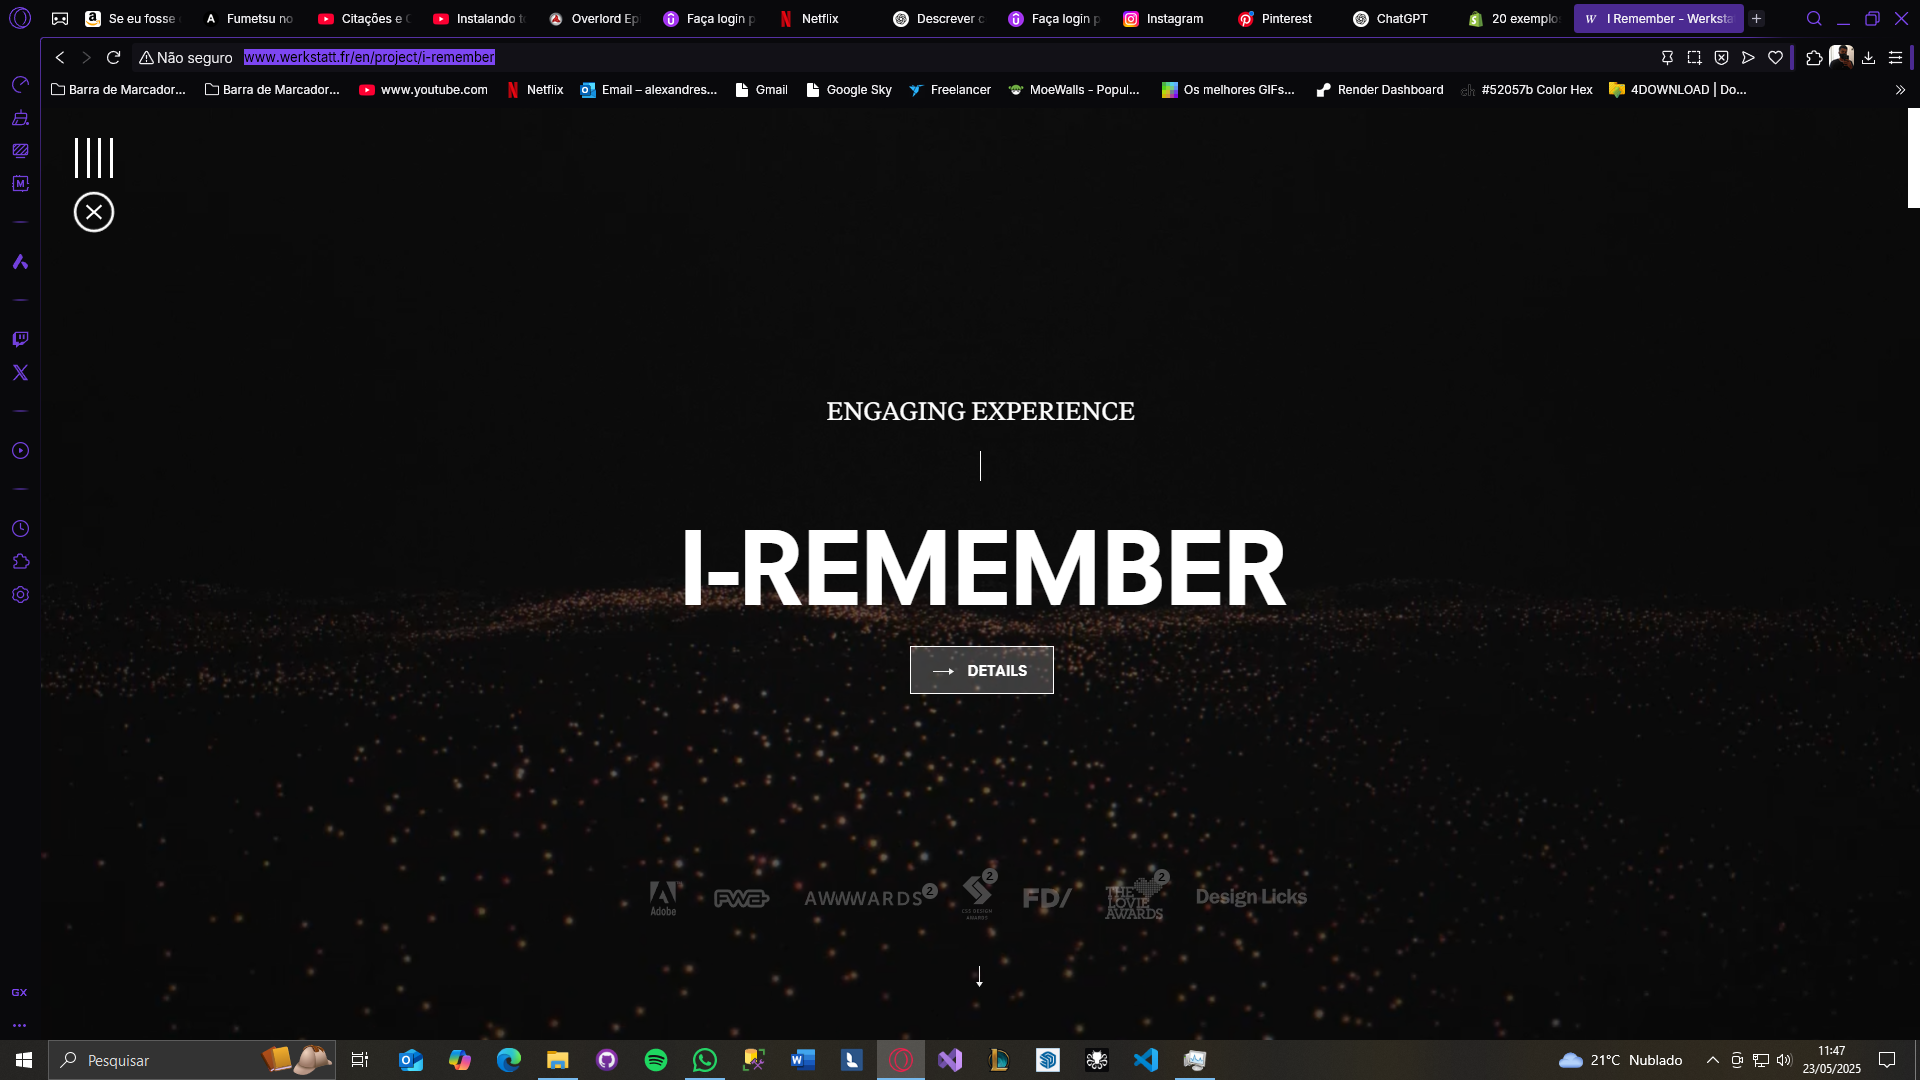 Se eu fosse
Fumetsu no
Citações e C
Instalando to
Overlord Epi
Faça login p
Netflix
Descrever c
Faça login p
Instagram
Pinterest
ChatGPT
20 exemplos
I Remember - Werksta
Não seguro
www.werkstatt.fr/en/project/i-remember
Barra de Marcador...
Barra de Marcador...
www.youtube.com
Netflix
Email – alexandres...
Gmail
Google Sky
Freelancer
MoeWalls - Popul...
Os melhores GIFs...
Render Dashboard
#52057b Color Hex
4DOWNLOAD | Do...
ENGAGING EXPERIENCE
I-REMEMBER
DETAILS
Adobe
FWA
AWWWARDS 2
CSS DESIGN AWARDS 2
FD/
THE LOVIE AWARDS 2
Design Licks
GX
Pesquisar
21°C Nublado
11:47
23/05/2025